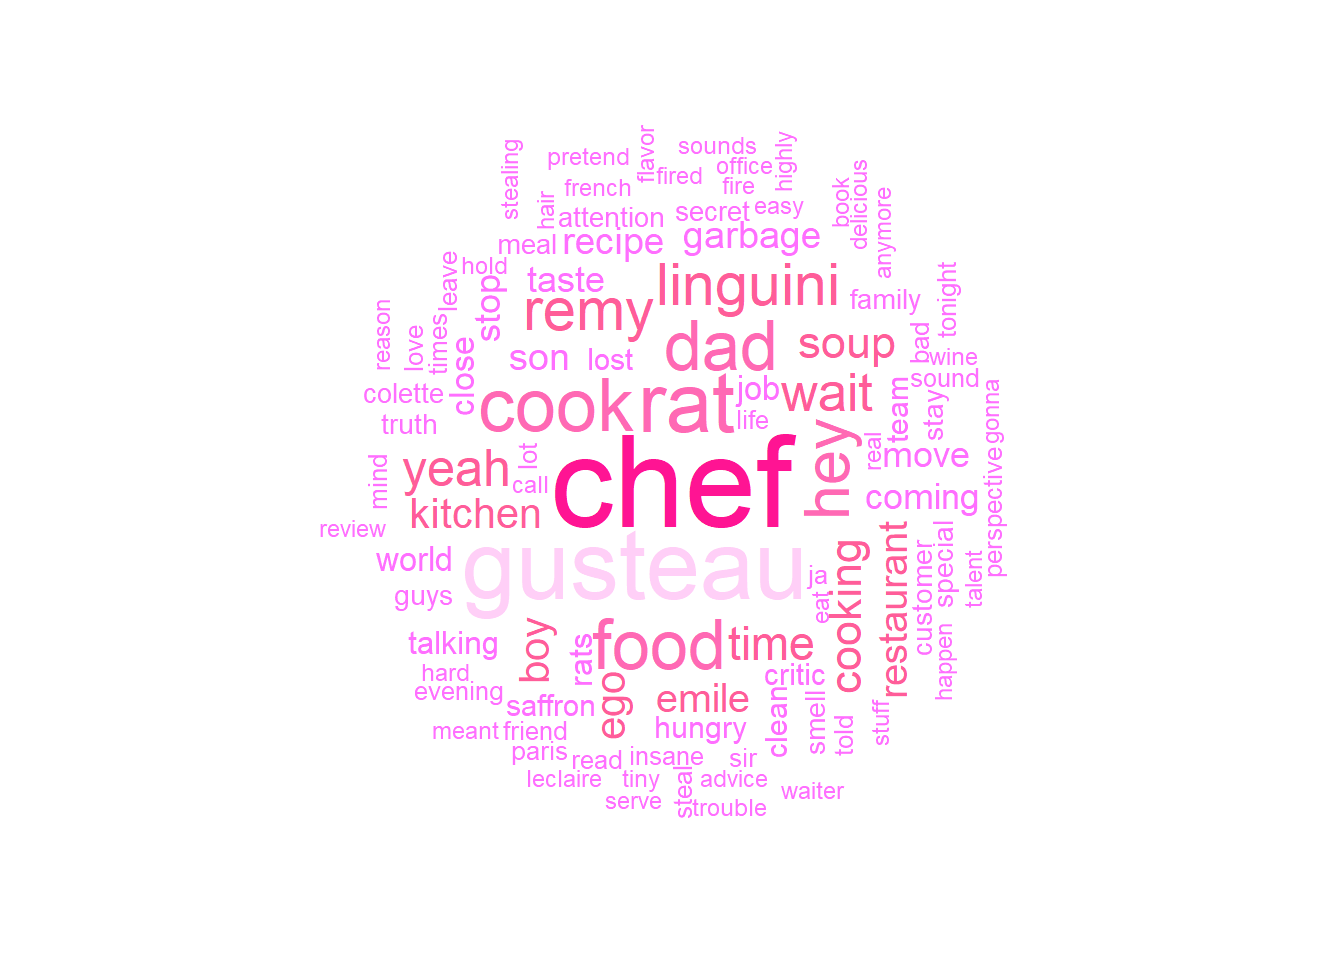 stealing
pretend
flavor
sounds
office
highly
french
fired
fire
hair
attention
secret
easy
book
delicious
anymore
meal
recipe
garbage
leave
hold
stop
taste
remy
linguini
family
tonight
reason
love
times
close
son
lost
dad
soup
bad
wine
colette
cook
rat
job
wait
team
sound
stay
gonna
truth
life
hey
real
move
mind
yeah
lot
call
chef
coming
perspective
review
kitchen
world
gusteau
ja
eat
cooking
restaurant
customer
special
talent
guys
talking
boy
rats
food
time
happen
hard
evening
critic
saffron
ego
emile
clean
smell
told
stuff
meant
friend
hungry
paris
read
insane
sir
leclaire
tiny
steal
advice
waiter
serve
trouble